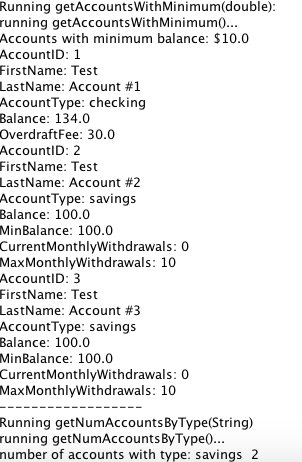 Running getAccountsWithMinimum(double):
running getAccountsWithMinimum()...
Accounts with minimum balance: $10.0
AccountID: 1
FirstName: Test
LastName: Account #1
AccountType: checking
Balance: 134.0
OverdraftFee: 30.0
AccountID: 2
FirstName: Test
LastName: Account #2
AccountType: savings
Balance: 100.0
MinBalance: 100.0
CurrentMonthlyWithdrawals: 0
MaxMonthlyWithdrawals: 10
AccountID: 3
FirstName: Test
LastName: Account #3
AccountType: savings
Balance: 100.0
MinBalance: 100.0
CurrentMonthlyWithdrawals: 0
MaxMonthlyWithdrawals: 10
------------------
Running getNumAccountsByType(String)
running getNumAccountsByType()...
number of accounts with type: savings  2